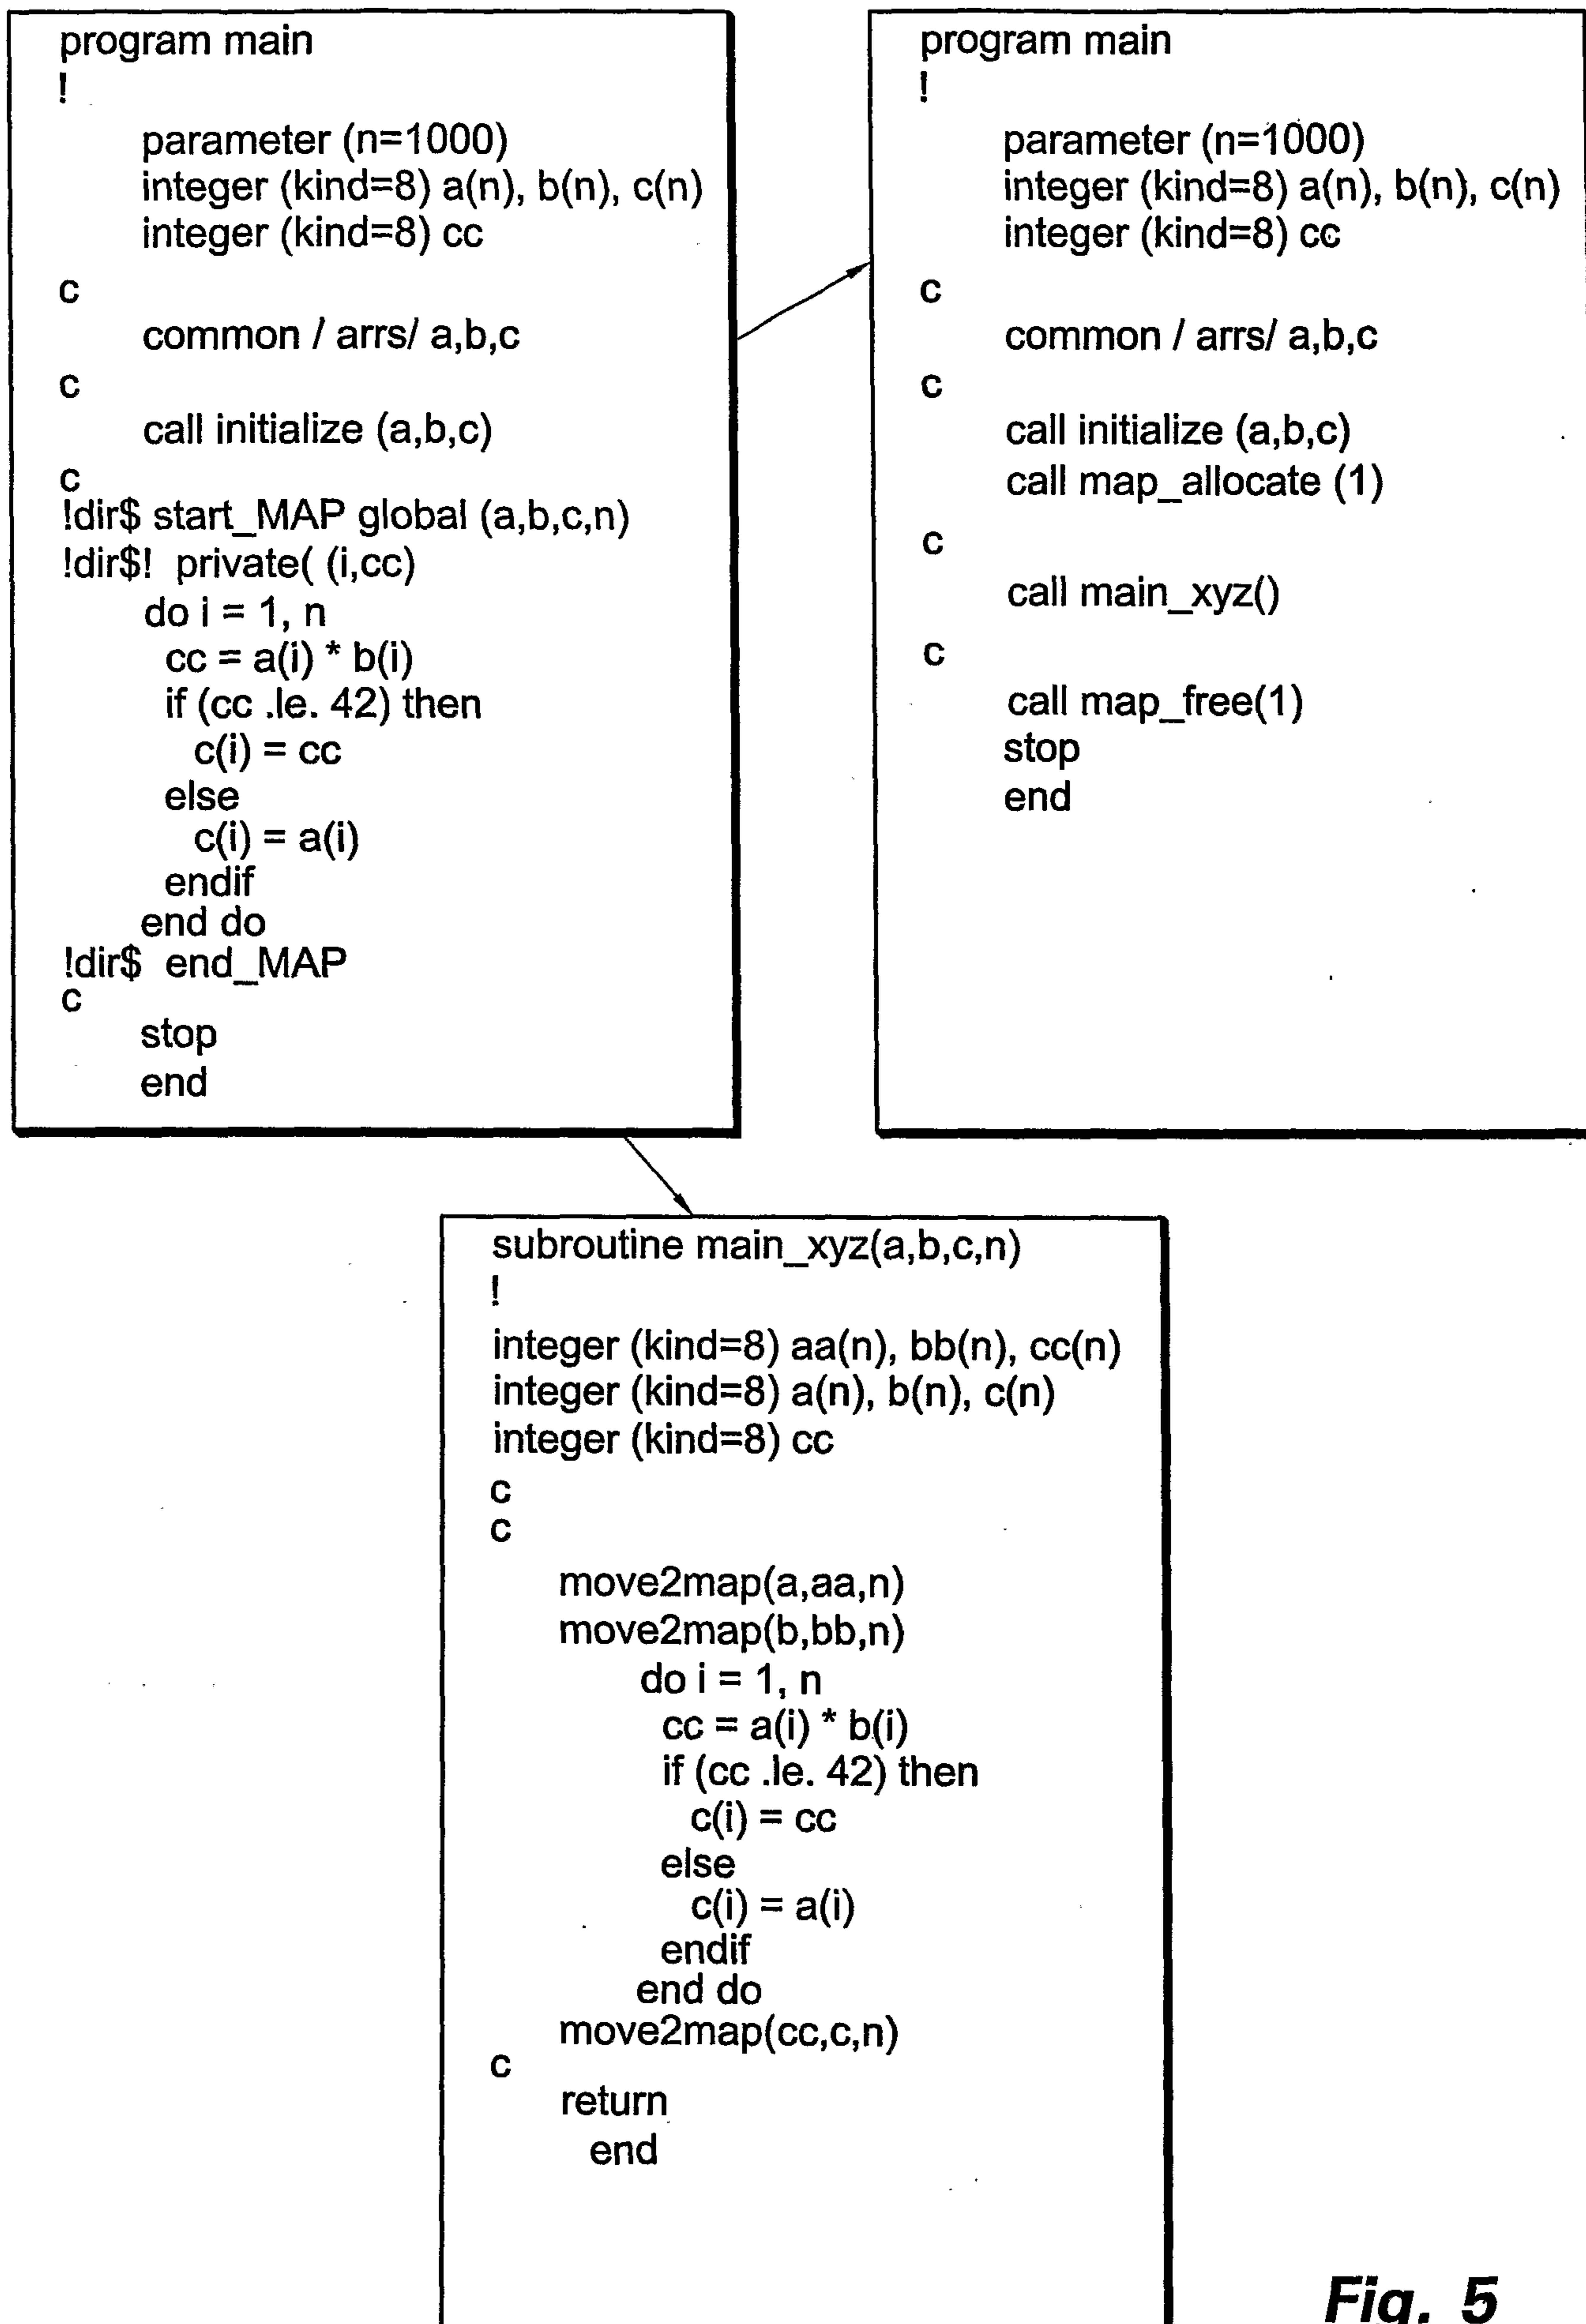 program main
!
parameter (n=1000)
integer (kind=8) a(n), b(n), c(n)
integer (kind=8) cc
c
common / arrs/ a,b,c
c
call initialize (a,b,c)
c
!dir$ start_MAP global (a,b,c,n)
!dir$! private( (i,cc)
do i = 1, n
cc = a(i) * b(i)
if (cc .le. 42) then
c(i) = cc
else
c(i) = a(i)
endif
end do
!dir$ end_MAP
c
stop
end
program main
!
parameter (n=1000)
integer (kind=8) a(n), b(n), c(n)
integer (kind=8) cc
c
common / arrs/ a,b,c
c
call initialize (a,b,c)
call map_allocate (1)
c
call main_xyz()
c
call map_free(1)
stop
end
subroutine main_xyz(a,b,c,n)
!
integer (kind=8) aa(n), bb(n), cc(n)
integer (kind=8) a(n), b(n), c(n)
integer (kind=8) cc
c
c
move2map(a,aa,n)
move2map(b,bb,n)
do i = 1, n
cc = a(i) * b(i)
if (cc .le. 42) then
c(i) = cc
else
c(i) = a(i)
endif
end do
move2map(cc,c,n)
c
return
end
Fig. 5